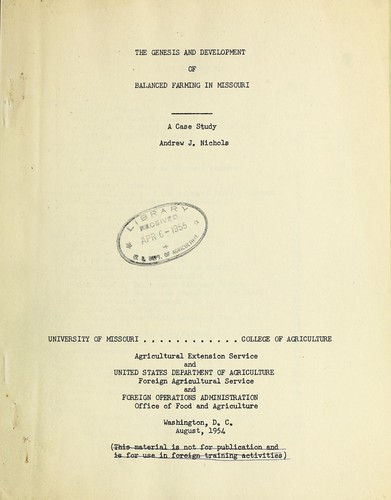 THE GENESIS AND DEVELOPMENT
OF
BALANCED FARMING IN MISSOURI
A Case Study
Andrew J. Nichols
LIBRARY
RECEIVED
APR 6 - 1955
U. S. DEPT. OF AGRICULTURE
UNIVERSITY OF MISSOURI . . . . . . . . . . . . COLLEGE OF AGRICULTURE
Agricultural Extension Service
and
UNITED STATES DEPARTMENT OF AGRICULTURE
Foreign Agricultural Service
and
FOREIGN OPERATIONS ADMINISTRATION
Office of Food and Agriculture
Washington, D. C.
August, 1954
(This material is not for publication and
is for use in foreign training activities)